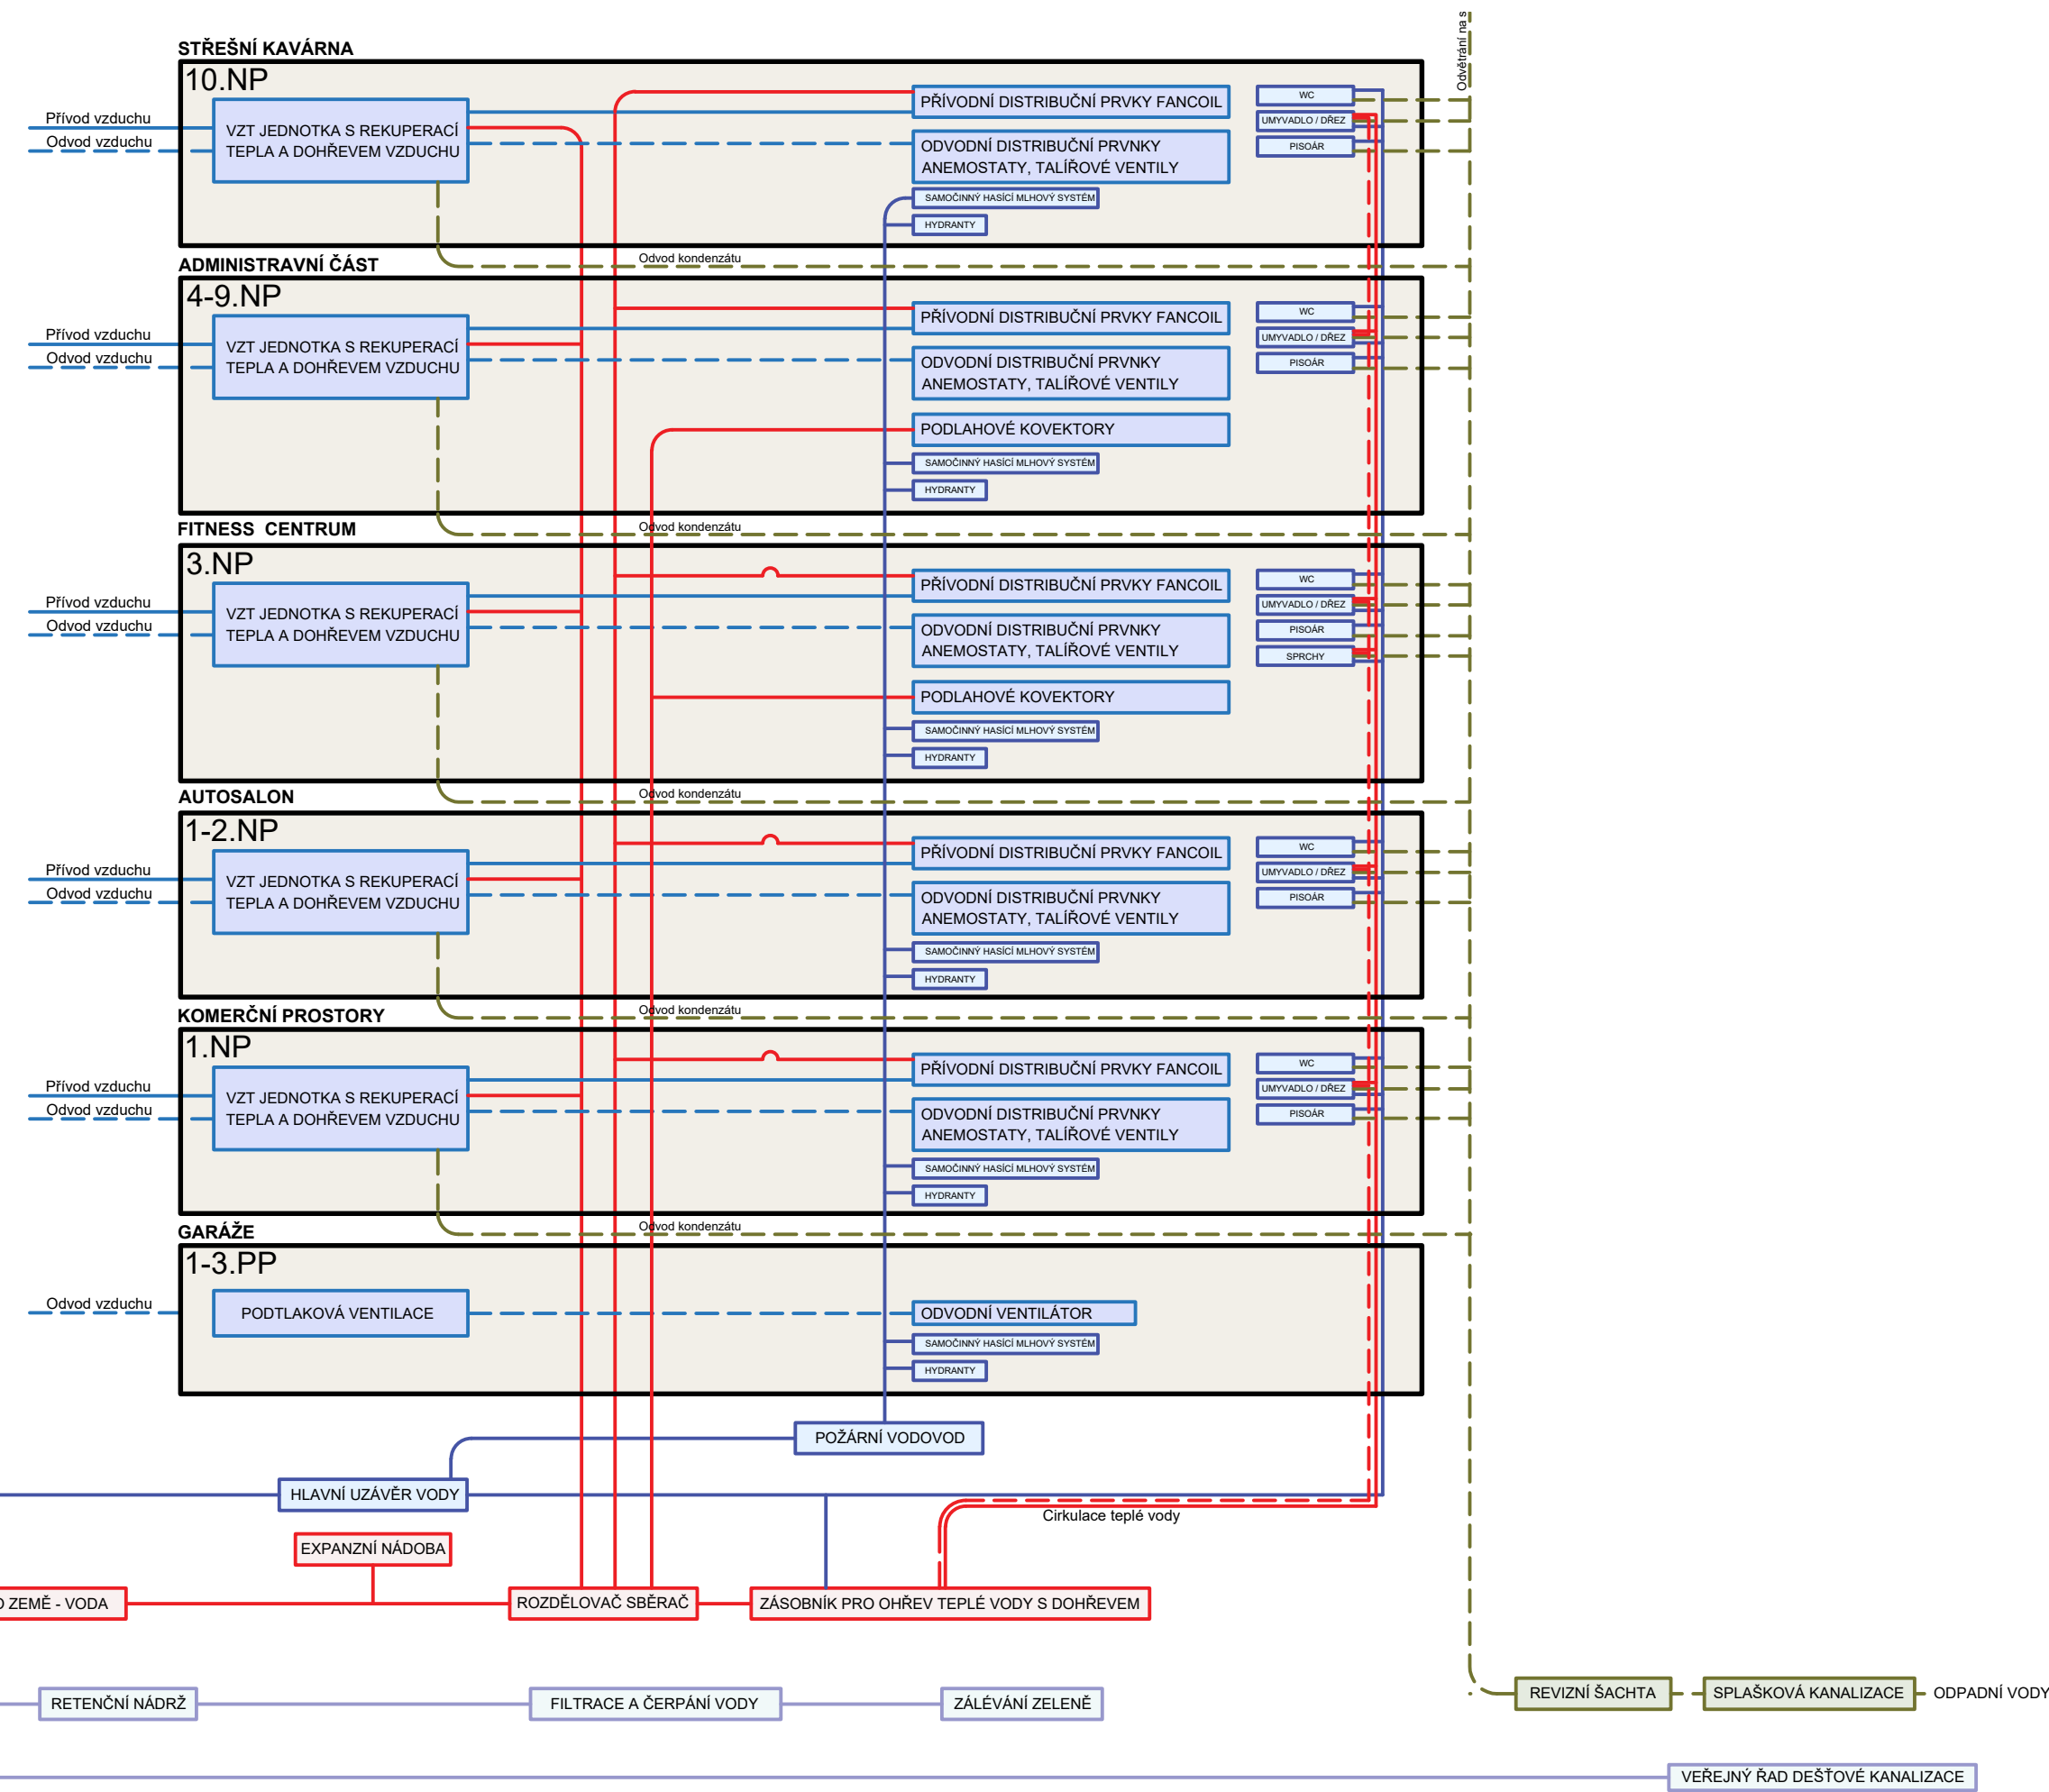 Odvětrání na s
STŘEŠNÍ KAVÁRNA
10.NP
Přívod vzduchu
Odvod vzduchu
VZT JEDNOTKA S REKUPERACÍ
TEPLA A DOHŘEVEM VZDUCHU
PŘÍVODNÍ DISTRIBUČNÍ PRVKY FANCOIL
ODVODNÍ DISTRIBUČNÍ PRVNKY
ANEMOSTATY, TALÍŘOVÉ VENTILY
SAMOČINNÝ HASÍCÍ MLHOVÝ SYSTÉM
HYDRANTY
WC
UMYVADLO / DŘEZ
PISOÁR
Odvod kondenzátu
ADMINISTRAVNÍ ČÁST
4-9.NP
Přívod vzduchu
Odvod vzduchu
VZT JEDNOTKA S REKUPERACÍ
TEPLA A DOHŘEVEM VZDUCHU
PŘÍVODNÍ DISTRIBUČNÍ PRVKY FANCOIL
ODVODNÍ DISTRIBUČNÍ PRVNKY
ANEMOSTATY, TALÍŘOVÉ VENTILY
PODLAHOVÉ KOVEKTORY
SAMOČINNÝ HASÍCÍ MLHOVÝ SYSTÉM
HYDRANTY
WC
UMYVADLO / DŘEZ
PISOÁR
Odvod kondenzátu
FITNESS CENTRUM
3.NP
Přívod vzduchu
Odvod vzduchu
VZT JEDNOTKA S REKUPERACÍ
TEPLA A DOHŘEVEM VZDUCHU
PŘÍVODNÍ DISTRIBUČNÍ PRVKY FANCOIL
ODVODNÍ DISTRIBUČNÍ PRVNKY
ANEMOSTATY, TALÍŘOVÉ VENTILY
PODLAHOVÉ KOVEKTORY
SAMOČINNÝ HASÍCÍ MLHOVÝ SYSTÉM
HYDRANTY
WC
UMYVADLO / DŘEZ
PISOÁR
SPRCHY
Odvod kondenzátu
AUTOSALON
1-2.NP
Přívod vzduchu
Odvod vzduchu
VZT JEDNOTKA S REKUPERACÍ
TEPLA A DOHŘEVEM VZDUCHU
PŘÍVODNÍ DISTRIBUČNÍ PRVKY FANCOIL
ODVODNÍ DISTRIBUČNÍ PRVNKY
ANEMOSTATY, TALÍŘOVÉ VENTILY
SAMOČINNÝ HASÍCÍ MLHOVÝ SYSTÉM
HYDRANTY
WC
UMYVADLO / DŘEZ
PISOÁR
Odvod kondenzátu
KOMERČNÍ PROSTORY
1.NP
Přívod vzduchu
Odvod vzduchu
VZT JEDNOTKA S REKUPERACÍ
TEPLA A DOHŘEVEM VZDUCHU
PŘÍVODNÍ DISTRIBUČNÍ PRVKY FANCOIL
ODVODNÍ DISTRIBUČNÍ PRVNKY
ANEMOSTATY, TALÍŘOVÉ VENTILY
SAMOČINNÝ HASÍCÍ MLHOVÝ SYSTÉM
HYDRANTY
WC
UMYVADLO / DŘEZ
PISOÁR
Odvod kondenzátu
GARÁŽE
1-3.PP
Odvod vzduchu
PODTLAKOVÁ VENTILACE
ODVODNÍ VENTILÁTOR
SAMOČINNÝ HASÍCÍ MLHOVÝ SYSTÉM
HYDRANTY
POŽÁRNÍ VODOVOD
HLAVNÍ UZÁVĚR VODY
Cirkulace teplé vody
EXPANZNÍ NÁDOBA
O ZEMĚ - VODA
ROZDĚLOVAČ SBĚRAČ
ZÁSOBNÍK PRO OHŘEV TEPLÉ VODY S DOHŘEVEM
RETENČNÍ NÁDRŽ
FILTRACE A ČERPÁNÍ VODY
ZÁLÉVÁNÍ ZELENĚ
REVIZNÍ ŠACHTA
SPLAŠKOVÁ KANALIZACE
ODPADNÍ VODY
VEŘEJNÝ ŘAD DEŠŤOVÉ KANALIZACE